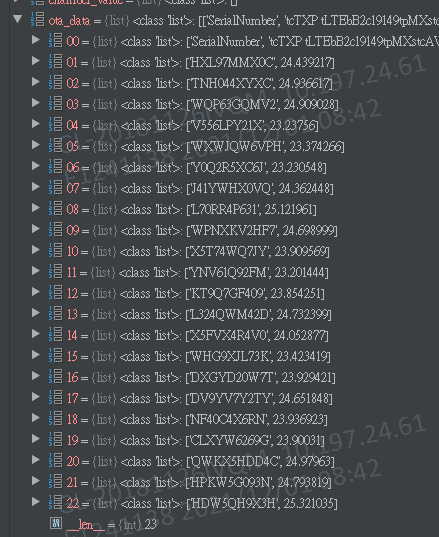 channel_value = {list} <class 'list'>: []
ota_data = {list} <class 'list'>: [['SerialNumber', 'tcTXP tLTEbB2c19149tpMXstc
00 = {list} <class 'list'>: ['SerialNumber', 'tcTXP tLTEbB2c19149tpMXstcAV
01 = {list} <class 'list'>: ['HXL97MMX0C', 24.439217]
02 = {list} <class 'list'>: ['TNH044XYXC', 24.936617]
03 = {list} <class 'list'>: ['WQP63GQMV2', 24.909028]
04 = {list} <class 'list'>: ['V556LPY21X', 23.23756]
05 = {list} <class 'list'>: ['WXWJQW6VPH', 23.374266]
06 = {list} <class 'list'>: ['Y0Q2R5XC6J', 23.230548]
07 = {list} <class 'list'>: ['J41YWHX0VQ', 24.362448]
08 = {list} <class 'list'>: ['L70RR4P631', 25.121961]
09 = {list} <class 'list'>: ['WPNXKV2HF7', 24.698999]
10 = {list} <class 'list'>: ['X5T74WQ7JY', 23.909569]
11 = {list} <class 'list'>: ['YNV61Q92FM', 23.201444]
12 = {list} <class 'list'>: ['KT9Q7GF409', 23.854251]
13 = {list} <class 'list'>: ['L324QWM42D', 24.732399]
14 = {list} <class 'list'>: ['X5FVX4R4V0', 24.052877]
15 = {list} <class 'list'>: ['WHG9XJL73K', 23.423419]
16 = {list} <class 'list'>: ['DXGYD20W7T', 23.929421]
17 = {list} <class 'list'>: ['DV9YV7Y2TY', 24.651848]
18 = {list} <class 'list'>: ['NF40C4X6RN', 23.936923]
19 = {list} <class 'list'>: ['CLXYW6269G', 23.90031]
20 = {list} <class 'list'>: ['QWKX5HDD4C', 24.97963]
21 = {list} <class 'list'>: ['HPKW5G093N', 24.793819]
22 = {list} <class 'list'>: ['HDW5QH9X3H', 25.321035]
__len__ = {int} 23